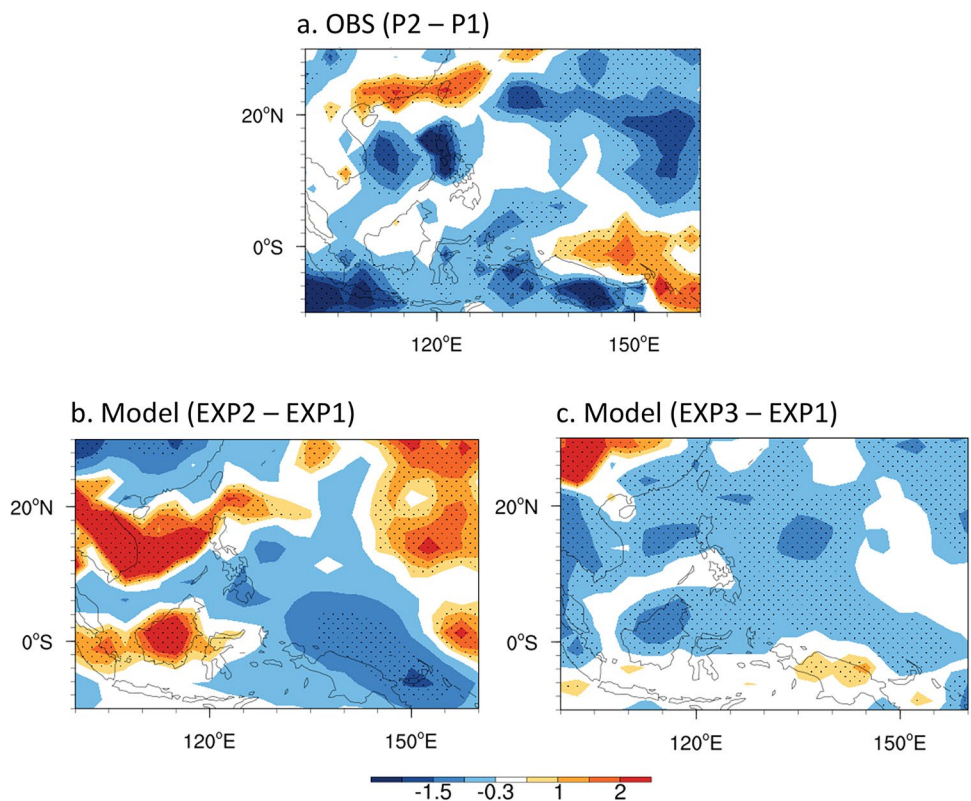 a. OBS (P2 – P1)
20°N
0°S
120°E 150°E
b. Model (EXP2 – EXP1)
c. Model (EXP3 – EXP1)
20°N
20°N
0°S
0°S
120°E 150°E
120°E 150°E
-1.5 -0.3 1 2